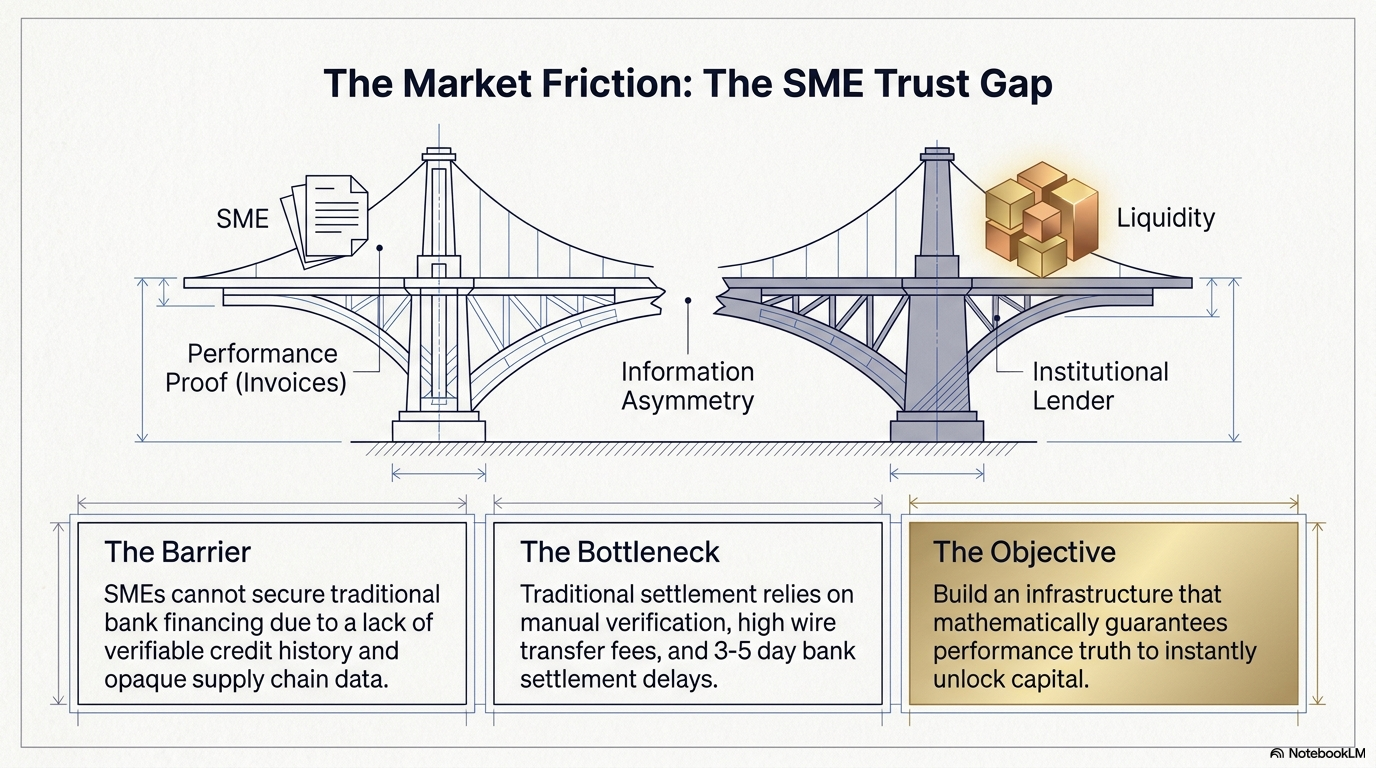 The Market Friction: The SME Trust Gap
SME
Liquidity
Performance
Proof (Invoices)
Information
Asymmetry
Institutional
Lender
The Barrier
SMEs cannot secure traditional
bank financing due to a lack of
verifiable credit history and
opaque supply chain data.
The Bottleneck
Traditional settlement relies on
manual verification, high wire
transfer fees, and 3-5 day bank
settlement delays.
The Objective
Build an infrastructure that
mathematically guarantees
performance truth to instantly
unlock capital.
NotebookLM